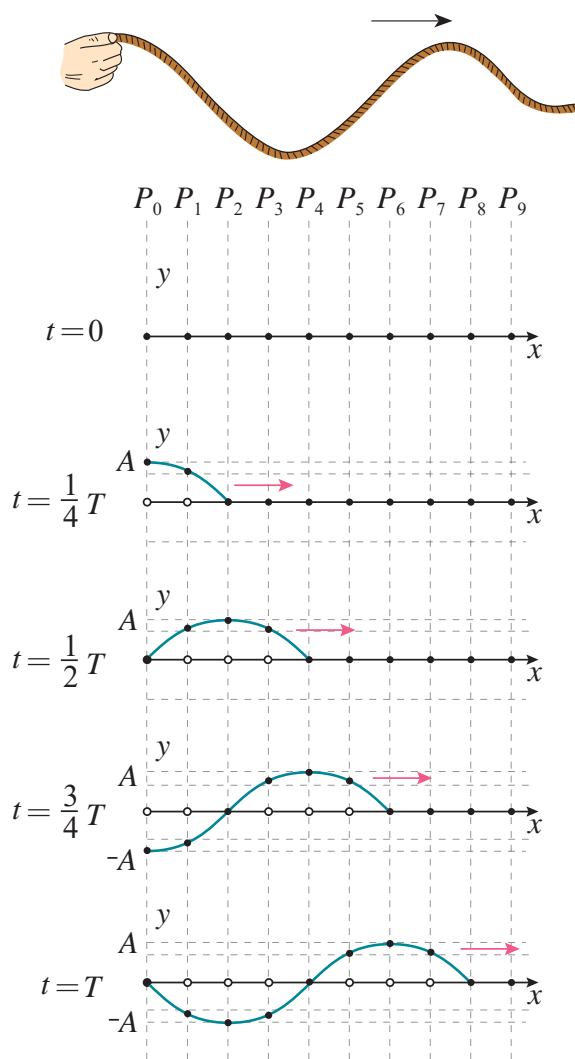 P₀ P₁ P₂ P₃ P₄ P₅ P₆ P₇ P₈ P₉
y
t = 0
x
y
A
t = 1/4 T
x
y
A
t = 1/2 T
x
y
A
t = 3/4 T
x
−A
y
A
t = T
x
−A